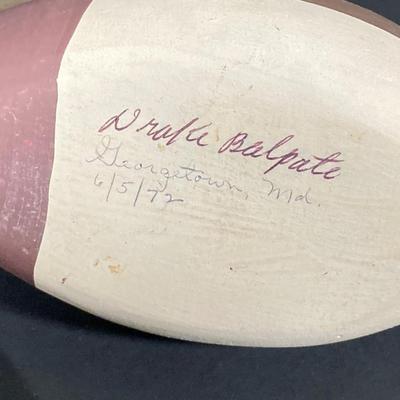 Drake Balpate
Georgetown, Md.
6/5/72